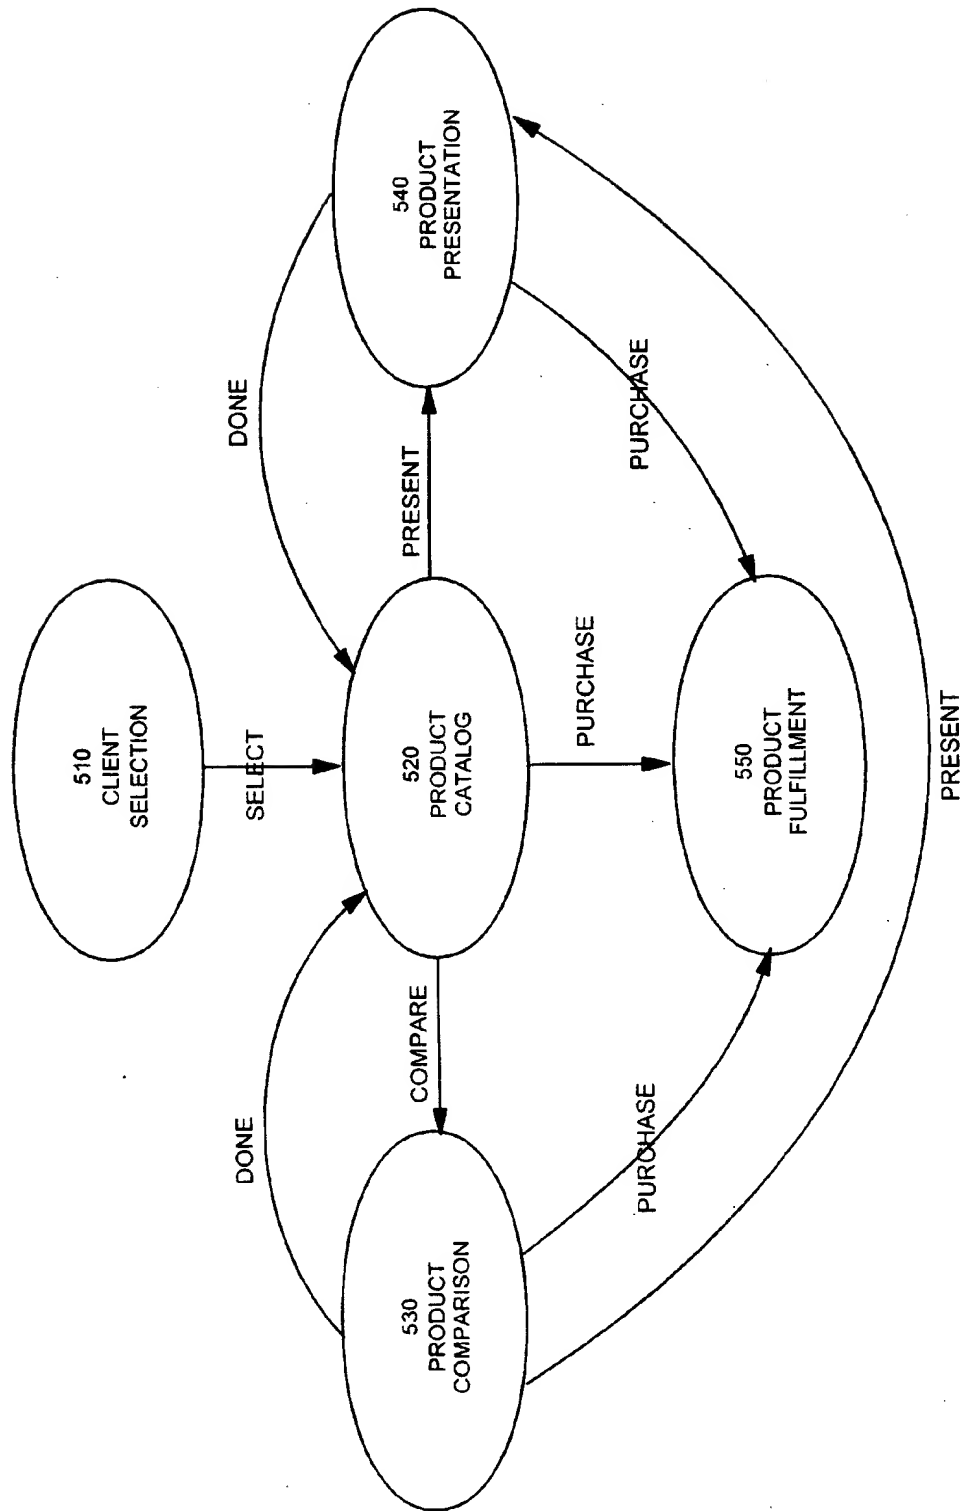 510
CLIENT
SELECTION
SELECT
DONE
DONE
520
PRODUCT
CATALOG
COMPARE
PRESENT
530
PRODUCT
COMPARISON
540
PRODUCT
PRESENTATION
PURCHASE
PURCHASE
PURCHASE
550
PRODUCT
FULFILLMENT
PRESENT